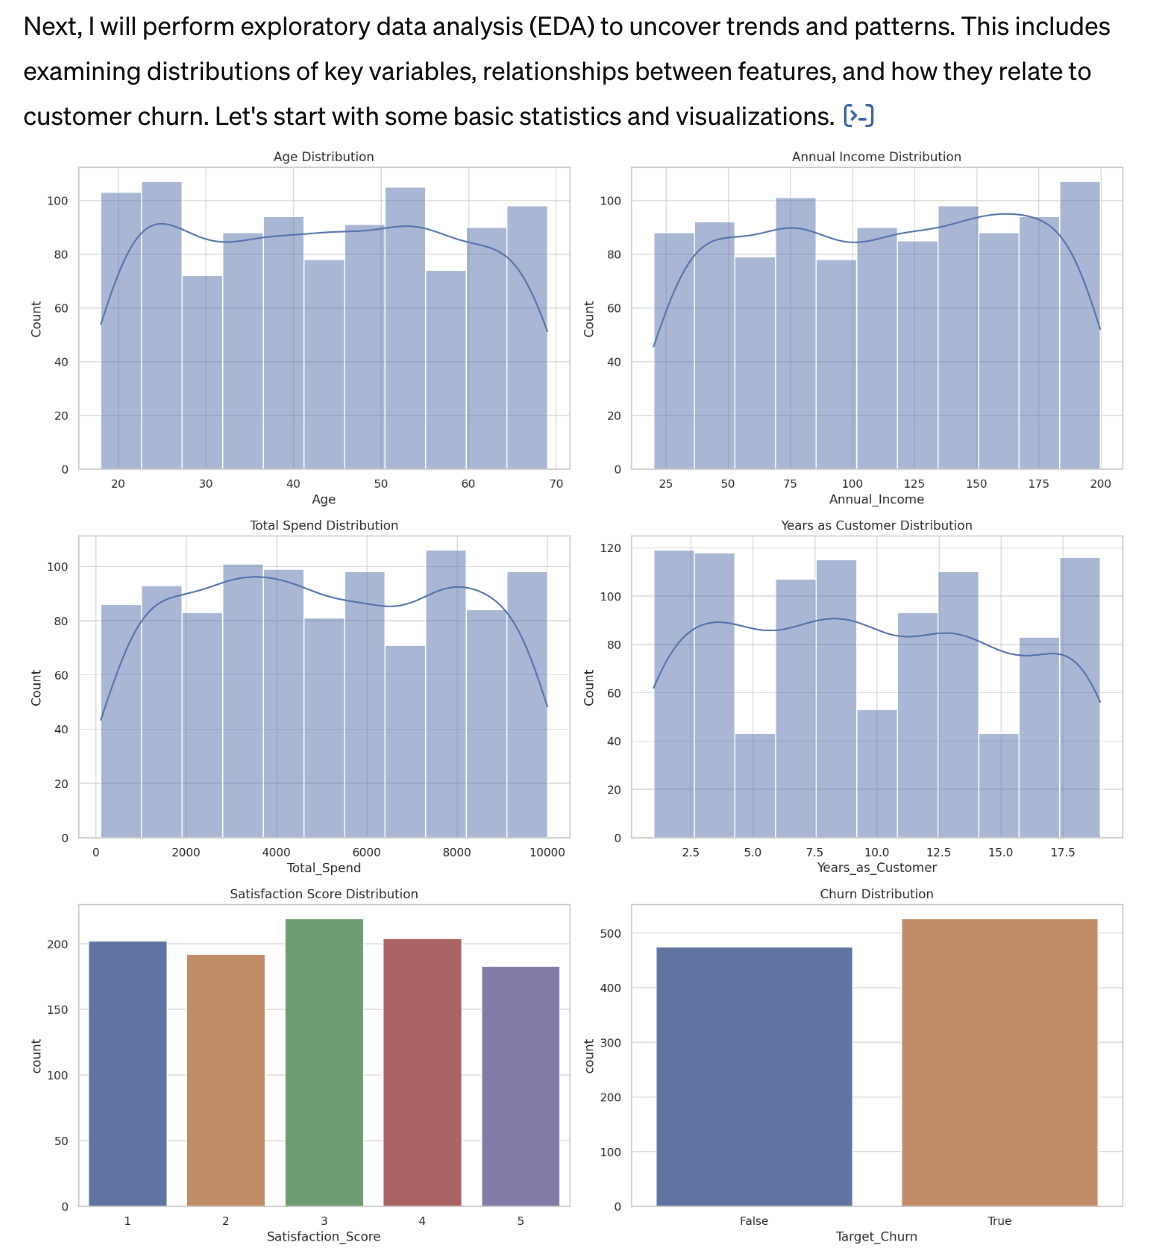 Next, I will perform exploratory data analysis (EDA) to uncover trends and patterns. This includes
examining distributions of key variables, relationships between features, and how they relate to
customer churn. Let's start with some basic statistics and visualizations. [>-]
Age Distribution
100
80
60
40
20
0
Count
20 30 40 50 60 70
Age
Annual Income Distribution
100
80
60
40
20
0
Count
25 50 75 100 125 150 175 200
Annual_Income
Total Spend Distribution
100
80
60
40
20
0
Count
0 2000 4000 6000 8000 10000
Total_Spend
Years as Customer Distribution
120
100
80
60
40
20
0
Count
2.5 5.0 7.5 10.0 12.5 15.0 17.5
Years_as_Customer
Satisfaction Score Distribution
200
150
100
50
0
count
1 2 3 4 5
Satisfaction_Score
Churn Distribution
500
400
300
200
100
0
count
False True
Target_Churn